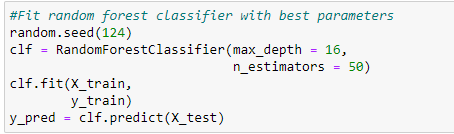 #Fit random forest classifier with best parameters
random.seed(124)
clf = RandomForestClassifier(max_depth = 16,
                             n_estimators = 50)
clf.fit(X_train,
        y_train)
y_pred = clf.predict(X_test)